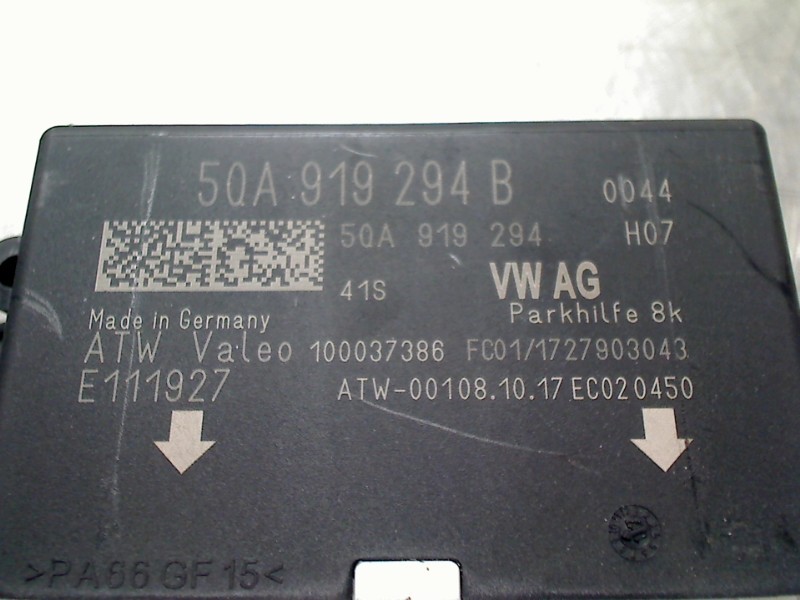 5QA 919 294 B 0044
5QA 919 294 H07
41S VW AG
Made in Germany Parkhilfe 8k
ATW Valeo 100037386 FC01/1727903043
E111927 ATW-00108.10.17 EC020450
>PA66 GF15<